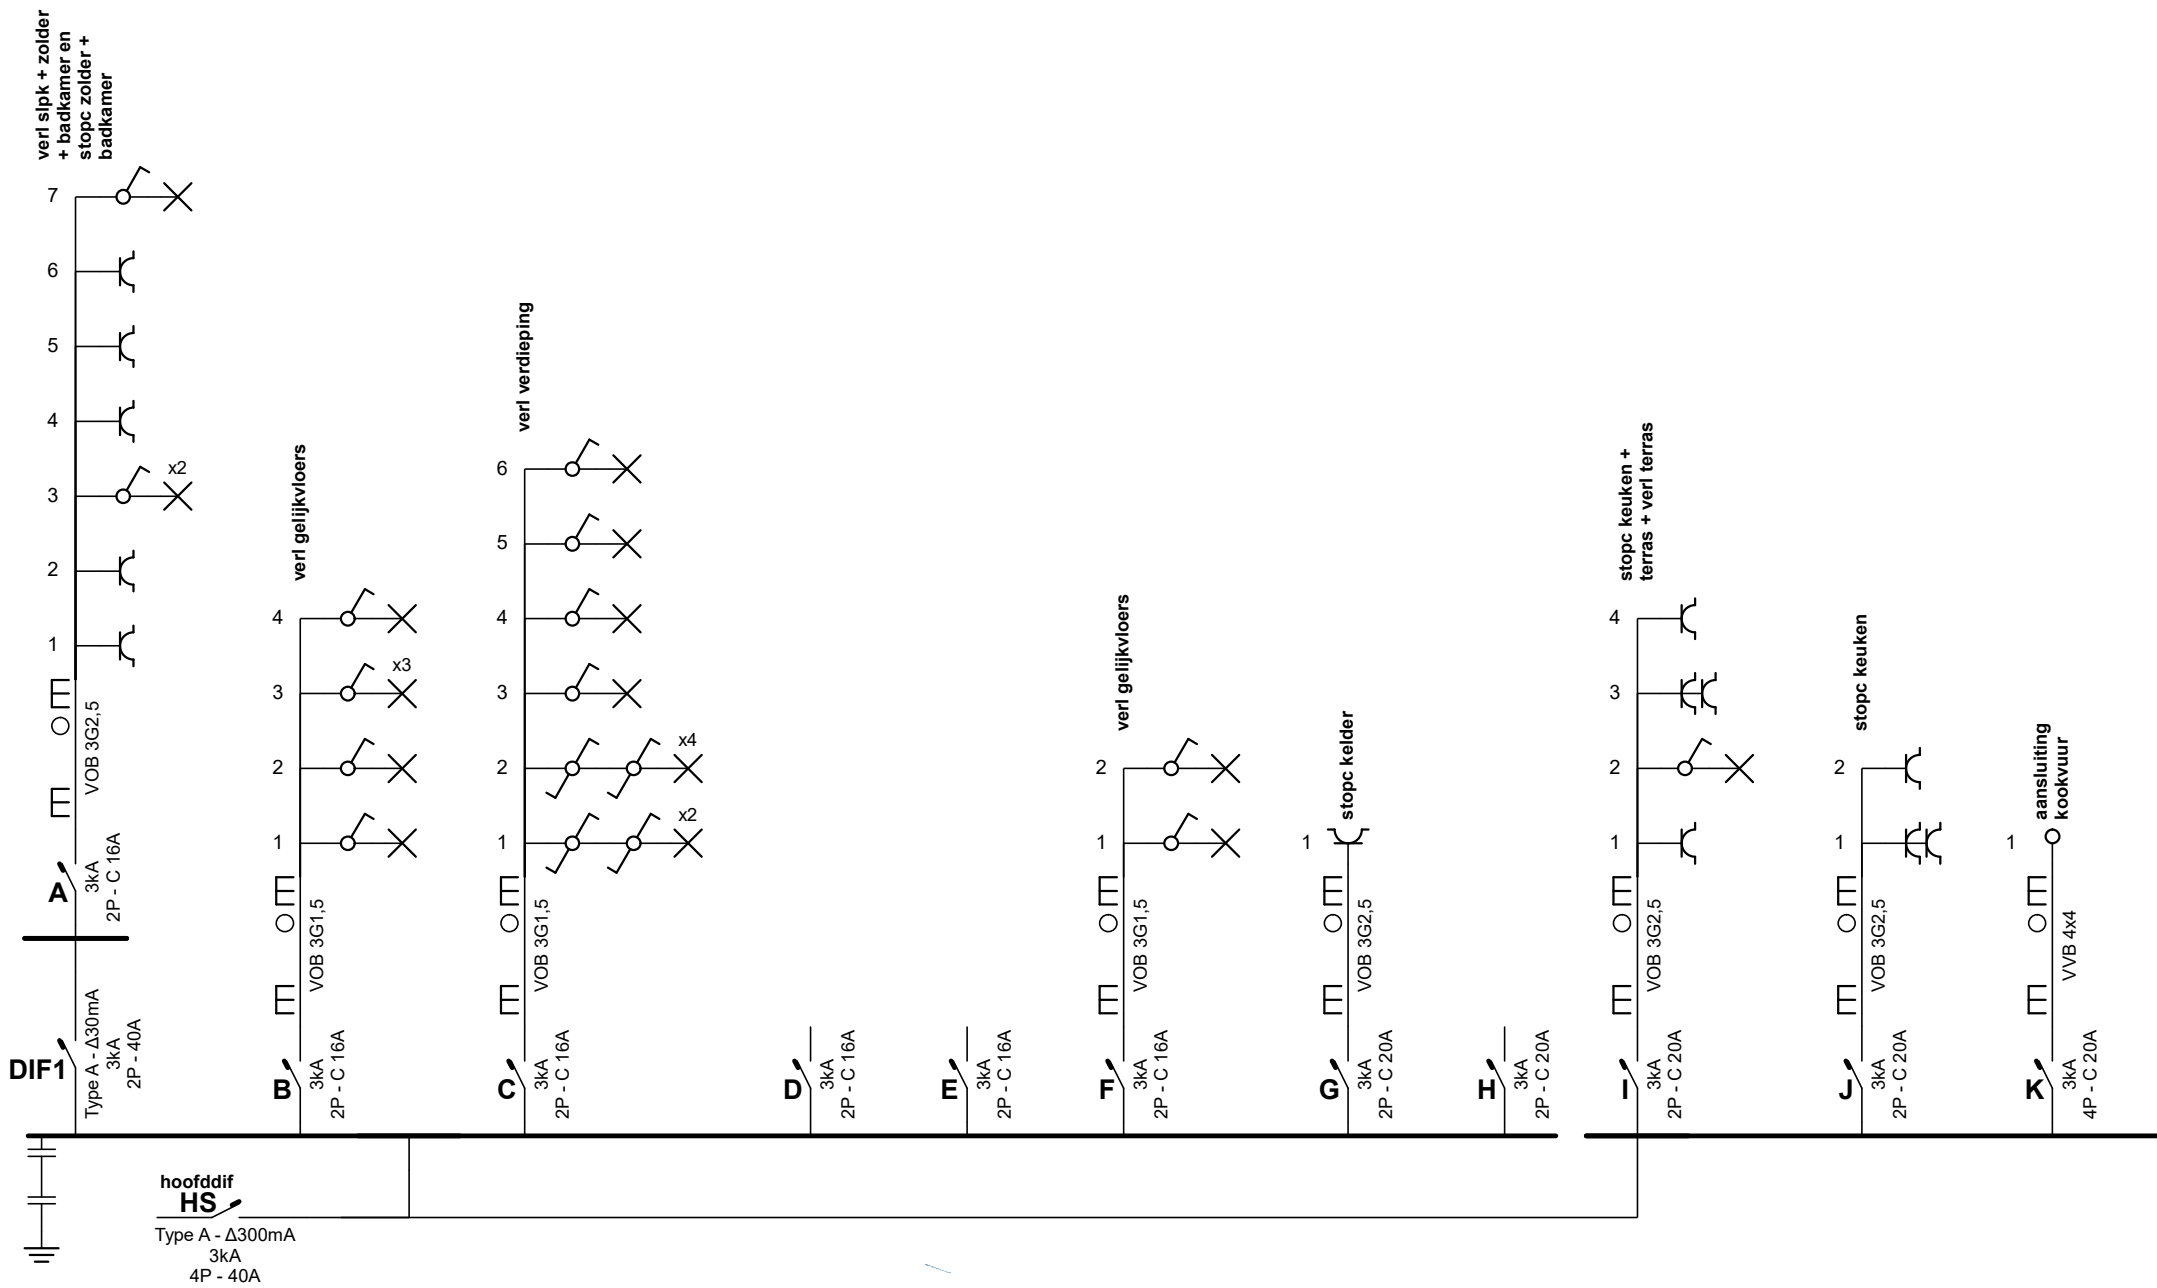 verl slpk + zolder
+ badkamer en
stopc zolder +
badkamer
7
6
5
4
3
x2
2
1
VOB 3G2,5
A
3kA
2P - C 16A
DIF1
Type A - Δ30mA
3kA
2P - 40A
verl gelijkvloers
4
3
x3
2
1
VOB 3G1,5
B
3kA
2P - C 16A
verl verdieping
6
5
4
3
2
x4
1
x2
VOB 3G1,5
C
3kA
2P - C 16A
D
3kA
2P - C 16A
E
3kA
2P - C 16A
verl gelijkvloers
2
1
VOB 3G1,5
F
3kA
2P - C 16A
stopc kelder
1
VOB 3G2,5
G
3kA
2P - C 20A
H
3kA
2P - C 20A
stopc keuken +
terras + verl terras
4
3
2
1
VOB 3G2,5
I
3kA
2P - C 20A
stopc keuken
2
1
VOB 3G2,5
J
3kA
2P - C 20A
aansluiting
kookvuur
1
VVB 4x4
K
3kA
4P - C 20A
hoofddif
HS
Type A - Δ300mA
3kA
4P - 40A